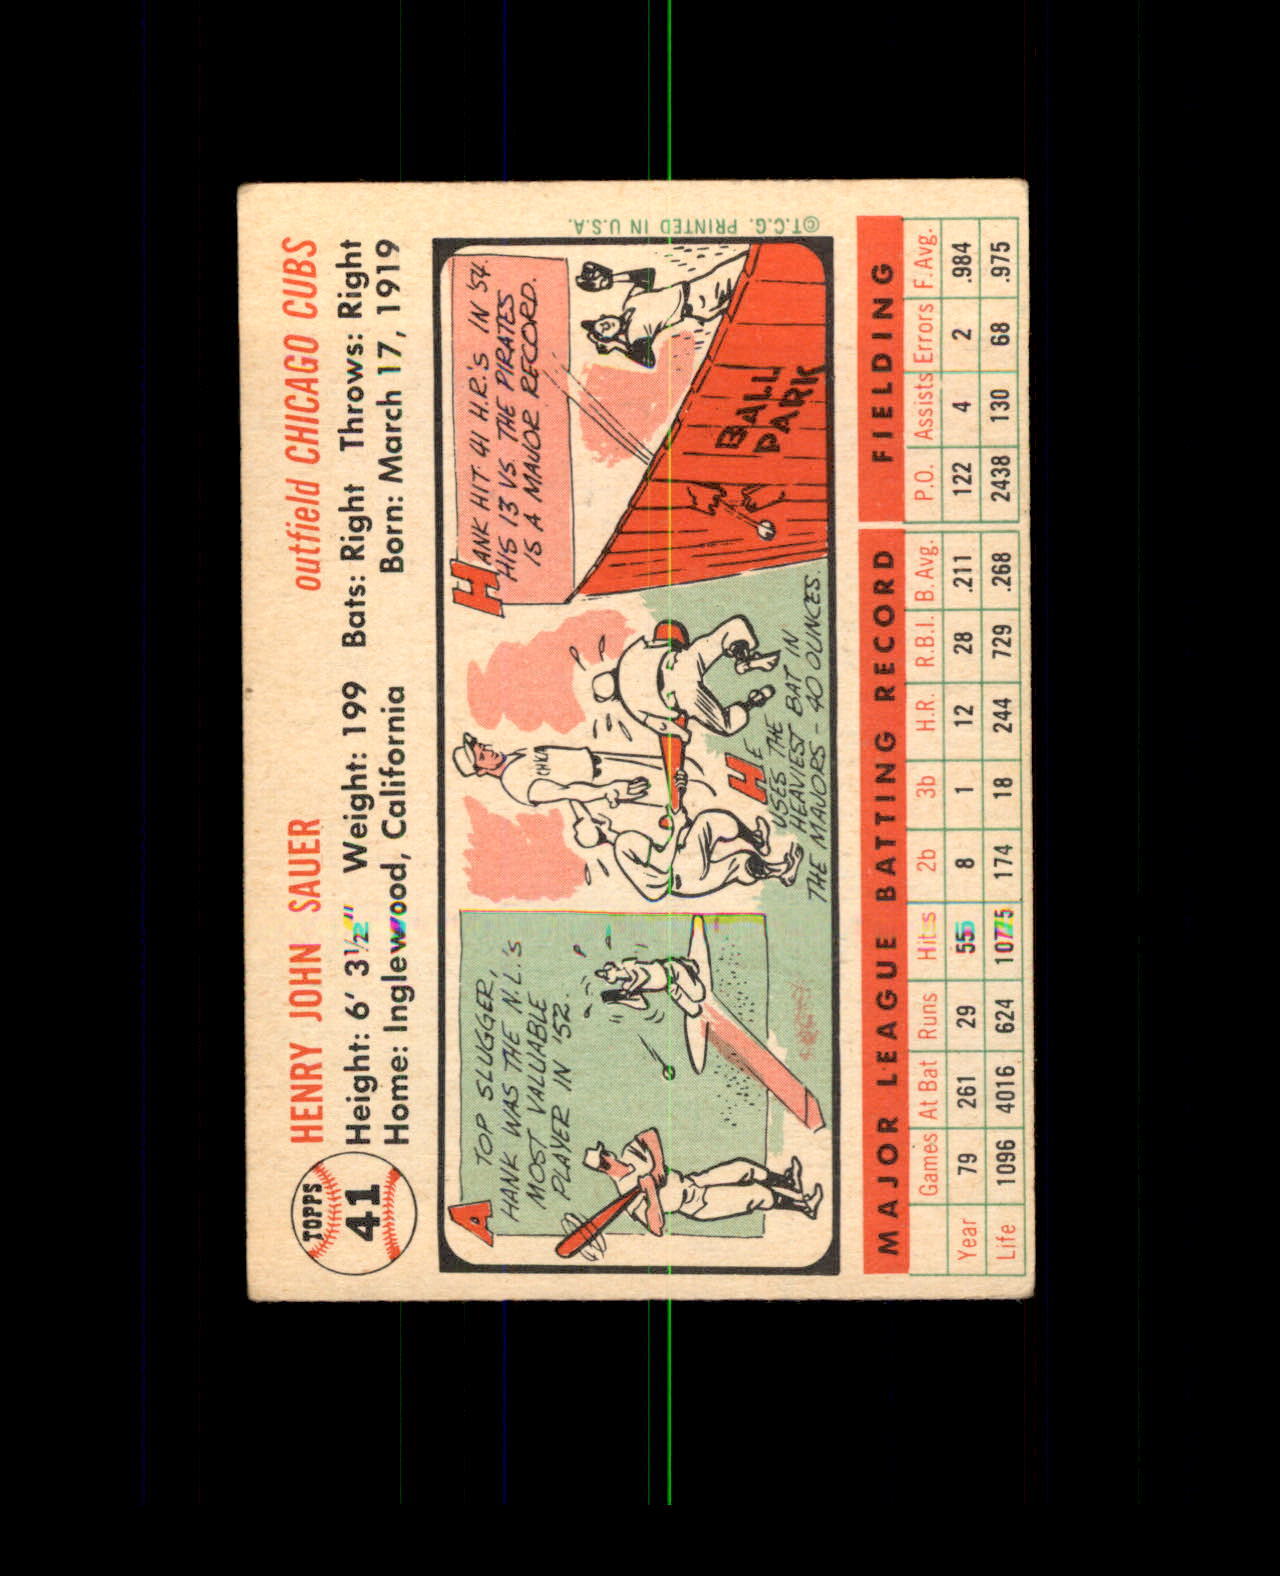 TOPPS
41
HENRY JOHN SAUER
outfield CHICAGO CUBS
Height: 6' 3½" Weight: 199 Bats: Right Throws: Right
Home: Inglewood, California Born: March 17, 1919
A TOP SLUGGER,
HANK WAS THE N.L.'s
MOST VALUABLE
PLAYER IN '52.
CHICA
HE
USES THE
HEAVIEST BAT IN
THE MAJORS - 40 OUNCES.
HANK HIT 41 H.R.'s IN '54.
HIS 13 VS. THE PIRATES
IS A MAJOR RECORD.
BALL
PARK
©T.C.G. PRINTED IN U.S.A.
MAJOR LEAGUE BATTING RECORD FIELDING
Games At Bat Runs Hits 2b 3b H.R. R.B.I. B. Avg. P.O. Assists Errors F. Avg.
Year 79 261 29 55 8 1 12 28 .211 122 4 2 .984
Life 1096 4016 624 1075 174 18 244 729 .268 2438 130 68 .975